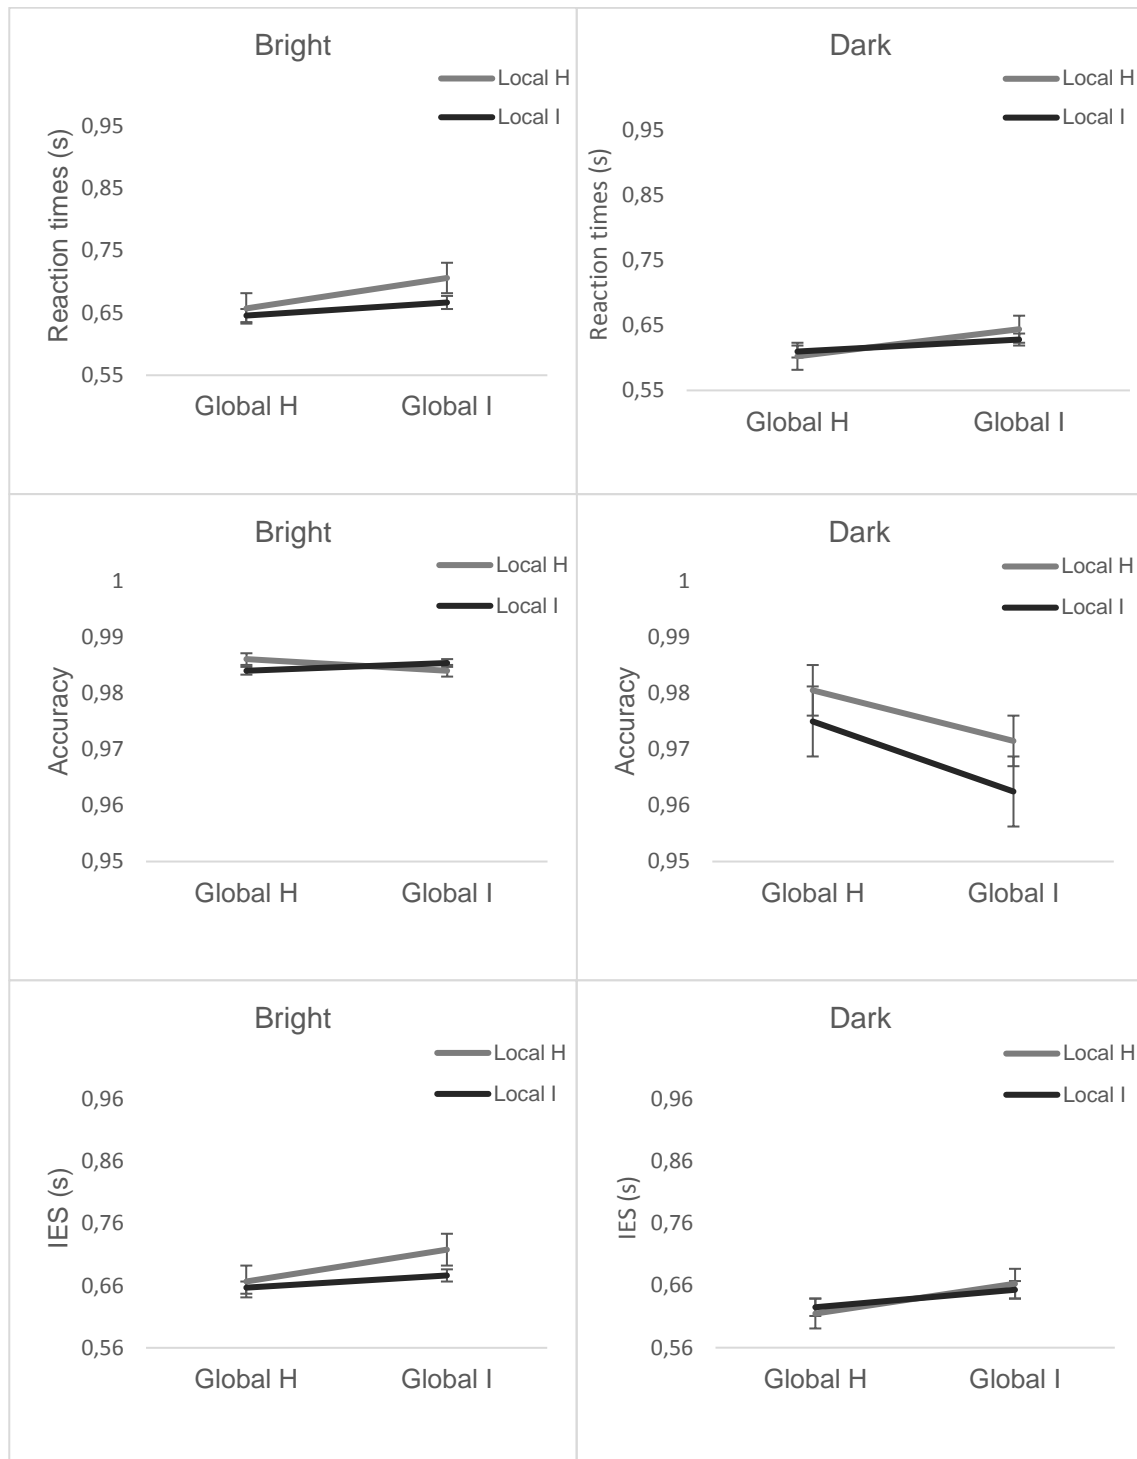 Bright
Local H
Local I
Reaction times (s)
0,95
0,85
0,75
0,65
0,55
Global H
Global I
Dark
Local H
Local I
Reaction times (s)
0,95
0,85
0,75
0,65
0,55
Global H
Global I
Bright
Local H
Local I
Accuracy
1
0,99
0,98
0,97
0,96
0,95
Global H
Global I
Dark
Local H
Local I
Accuracy
1
0,99
0,98
0,97
0,96
0,95
Global H
Global I
Bright
Local H
Local I
IES (s)
0,96
0,86
0,76
0,66
0,56
Global H
Global I
Dark
Local H
Local I
IES (s)
0,96
0,86
0,76
0,66
0,56
Global H
Global I